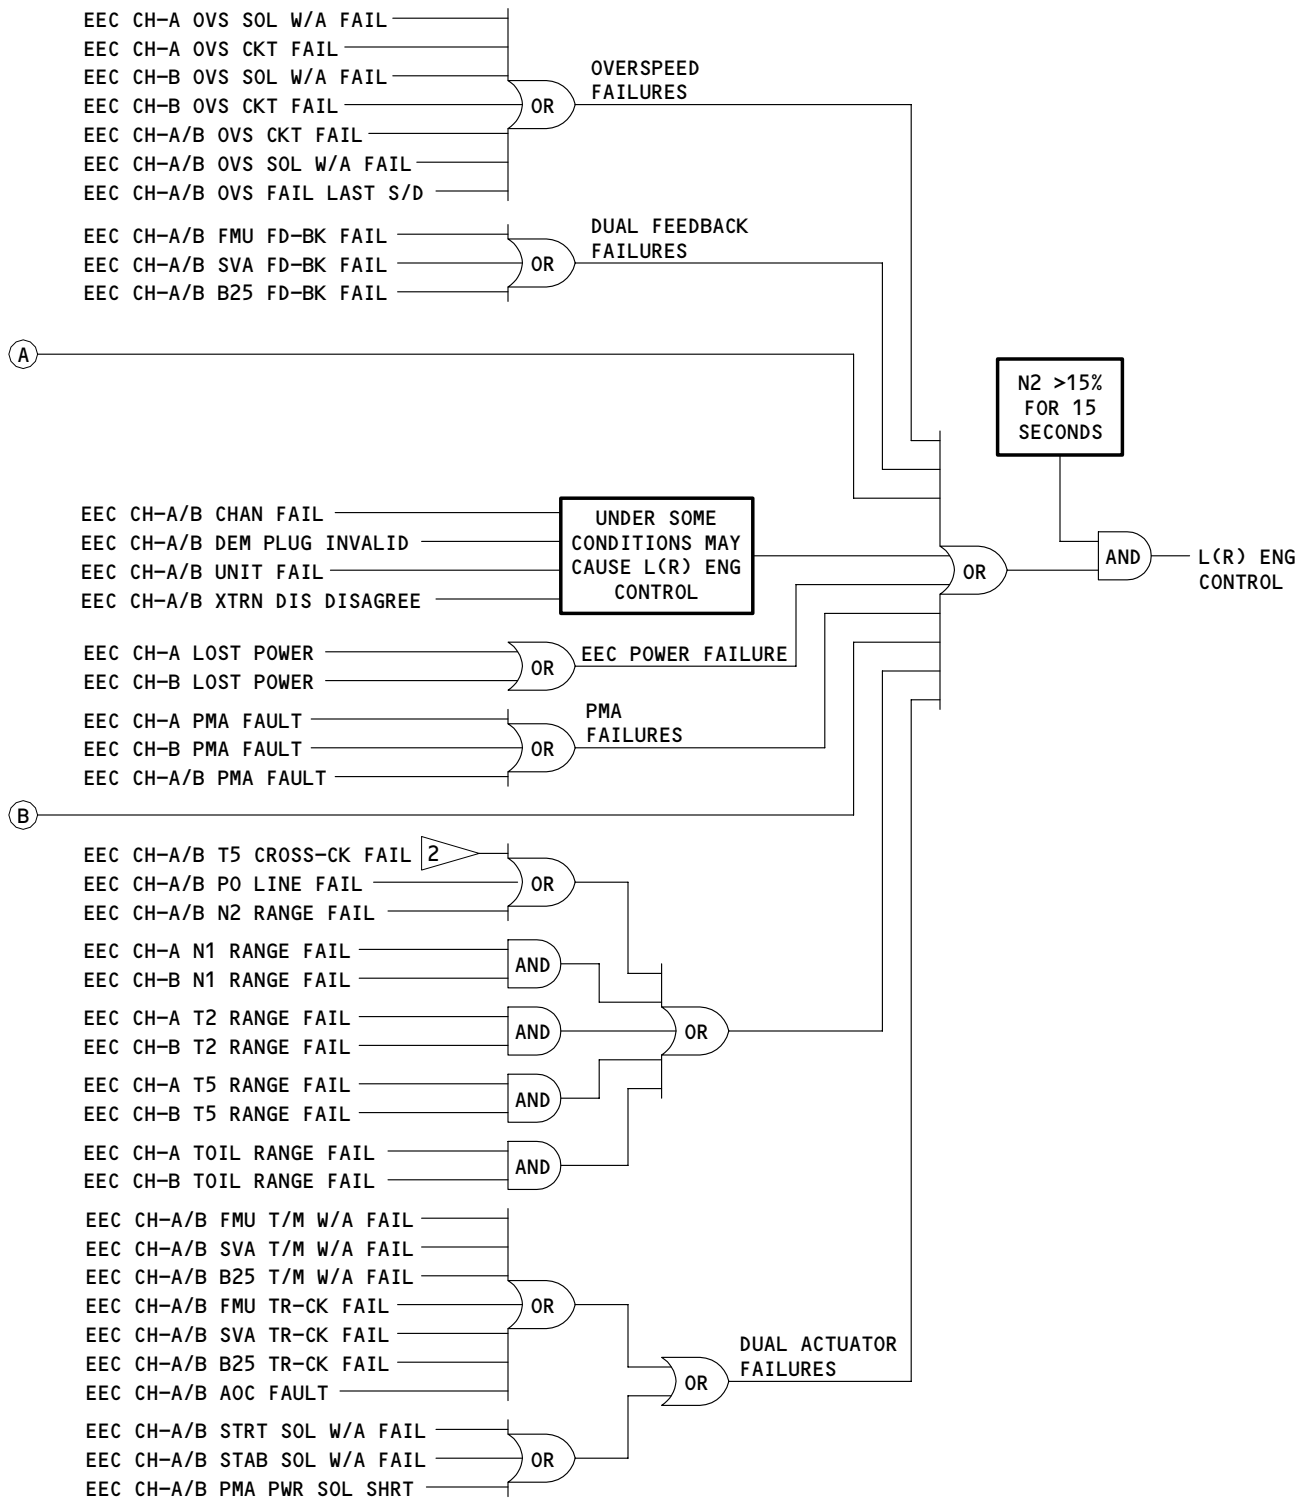 EEC CH-A OVS SOL W/A FAIL
EEC CH-A OVS CKT FAIL
EEC CH-B OVS SOL W/A FAIL
EEC CH-B OVS CKT FAIL
EEC CH-A/B OVS CKT FAIL
EEC CH-A/B OVS SOL W/A FAIL
EEC CH-A/B OVS FAIL LAST S/D
OR
OVERSPEED
FAILURES
EEC CH-A/B FMU FD-BK FAIL
EEC CH-A/B SVA FD-BK FAIL
EEC CH-A/B B25 FD-BK FAIL
OR
DUAL FEEDBACK
FAILURES
A
N2 >15%
FOR 15
SECONDS
EEC CH-A/B CHAN FAIL
EEC CH-A/B DEM PLUG INVALID
EEC CH-A/B UNIT FAIL
EEC CH-A/B XTRN DIS DISAGREE
UNDER SOME
CONDITIONS MAY
CAUSE L(R) ENG
CONTROL
OR
AND
L(R) ENG
CONTROL
EEC CH-A LOST POWER
EEC CH-B LOST POWER
OR
EEC POWER FAILURE
EEC CH-A PMA FAULT
EEC CH-B PMA FAULT
EEC CH-A/B PMA FAULT
OR
PMA
FAILURES
B
EEC CH-A/B T5 CROSS-CK FAIL 2
EEC CH-A/B PO LINE FAIL
EEC CH-A/B N2 RANGE FAIL
OR
EEC CH-A N1 RANGE FAIL
EEC CH-B N1 RANGE FAIL
AND
EEC CH-A T2 RANGE FAIL
EEC CH-B T2 RANGE FAIL
AND
OR
EEC CH-A T5 RANGE FAIL
EEC CH-B T5 RANGE FAIL
AND
EEC CH-A TOIL RANGE FAIL
EEC CH-B TOIL RANGE FAIL
AND
EEC CH-A/B FMU T/M W/A FAIL
EEC CH-A/B SVA T/M W/A FAIL
EEC CH-A/B B25 T/M W/A FAIL
EEC CH-A/B FMU TR-CK FAIL
EEC CH-A/B SVA TR-CK FAIL
EEC CH-A/B B25 TR-CK FAIL
EEC CH-A/B AOC FAULT
OR
OR
DUAL ACTUATOR
FAILURES
EEC CH-A/B STRT SOL W/A FAIL
EEC CH-A/B STAB SOL W/A FAIL
EEC CH-A/B PMA PWR SOL SHRT
OR